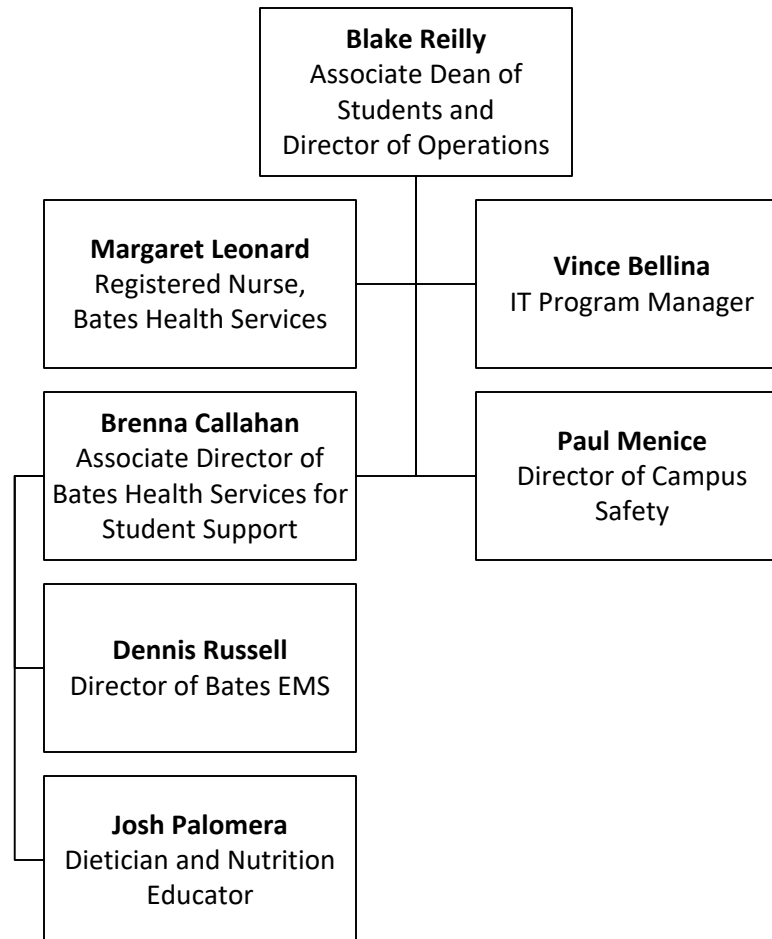 Blake Reilly
Associate Dean of
Students and
Director of Operations
Margaret Leonard
Registered Nurse,
Bates Health Services
Vince Bellina
IT Program Manager
Brenna Callahan
Associate Director of
Bates Health Services for
Student Support
Paul Menice
Director of Campus
Safety
Dennis Russell
Director of Bates EMS
Josh Palomera
Dietician and Nutrition
Educator